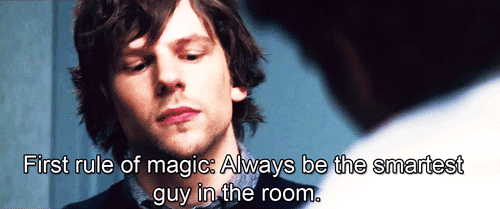 First rule of magic: Always be the smartest
guy in the room.